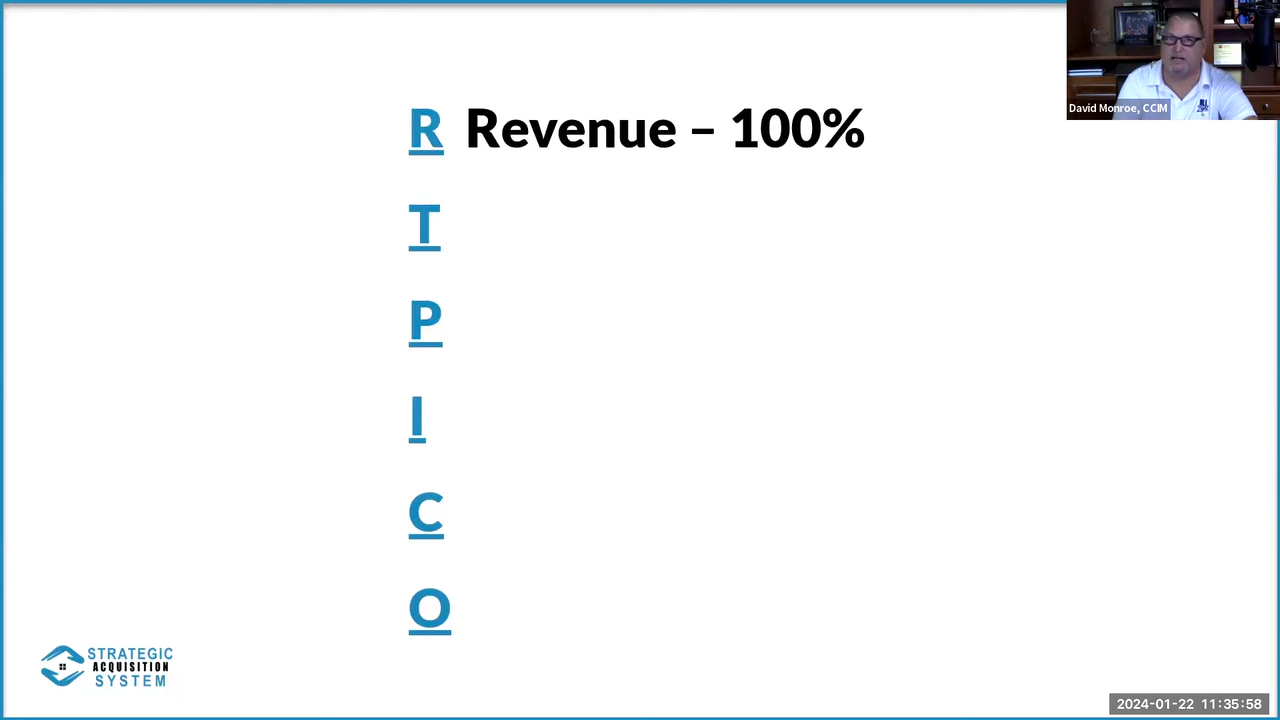 R Revenue – 100%
T
P
I
C
O
David Monroe, CCIM
STRATEGIC
ACQUISITION
SYSTEM
2024-01-22 11:35:58